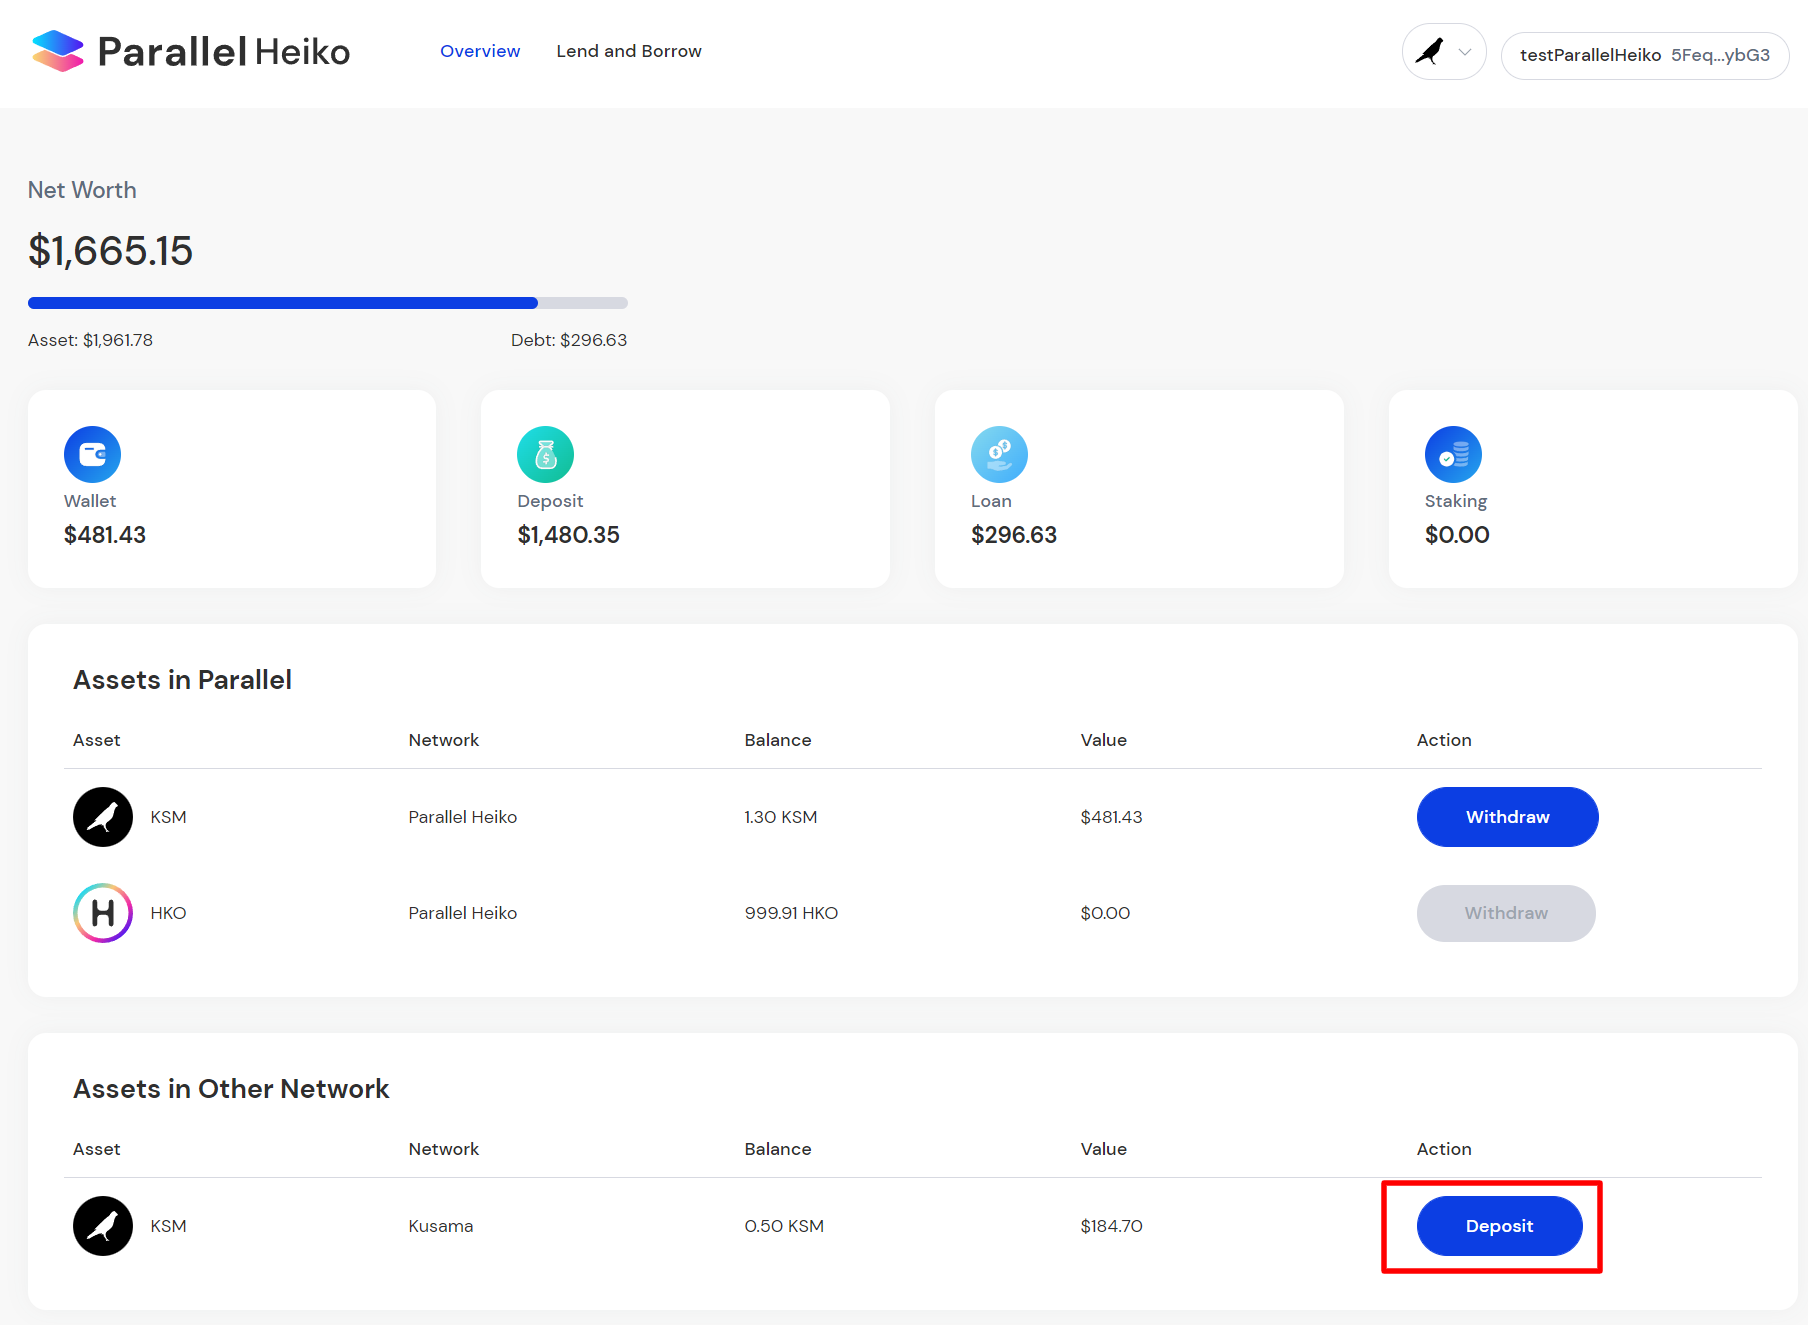 Parallel Heiko
Overview
Lend and Borrow
testParallelHeiko 5Feq...ybG3
Net Worth
$1,665.15
Asset: $1,961.78
Debt: $296.63
Wallet
$481.43
Deposit
$1,480.35
Loan
$296.63
Staking
$0.00
Assets in Parallel
Asset Network Balance Value Action
KSM Parallel Heiko 1.30 KSM $481.43 Withdraw
HKO Parallel Heiko 999.91 HKO $0.00 Withdraw
Assets in Other Network
Asset Network Balance Value Action
KSM Kusama 0.50 KSM $184.70 Deposit